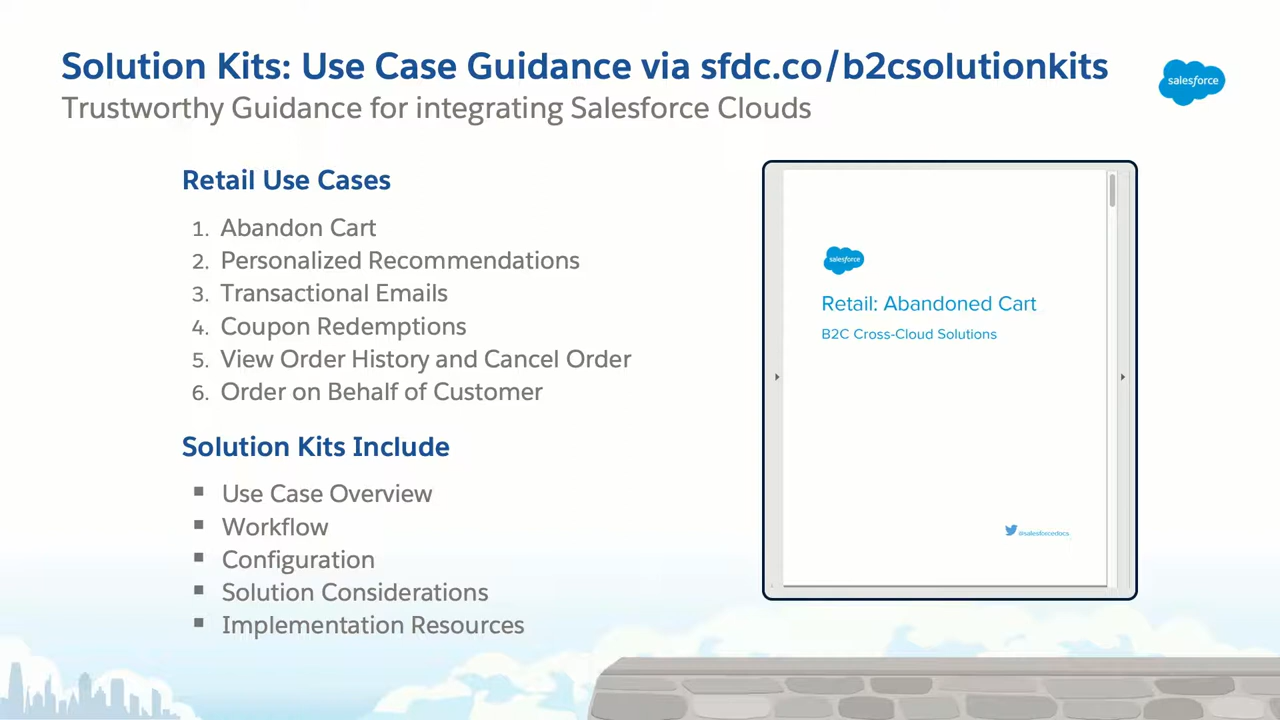 Solution Kits: Use Case Guidance via sfdc.co/b2csolutionkits
Trustworthy Guidance for integrating Salesforce Clouds
salesforce
Retail Use Cases
1. Abandon Cart
2. Personalized Recommendations
3. Transactional Emails
4. Coupon Redemptions
5. View Order History and Cancel Order
6. Order on Behalf of Customer
Solution Kits Include
▪ Use Case Overview
▪ Workflow
▪ Configuration
▪ Solution Considerations
▪ Implementation Resources
salesforce
Retail: Abandoned Cart
B2C Cross-Cloud Solutions
@salesforcedocs